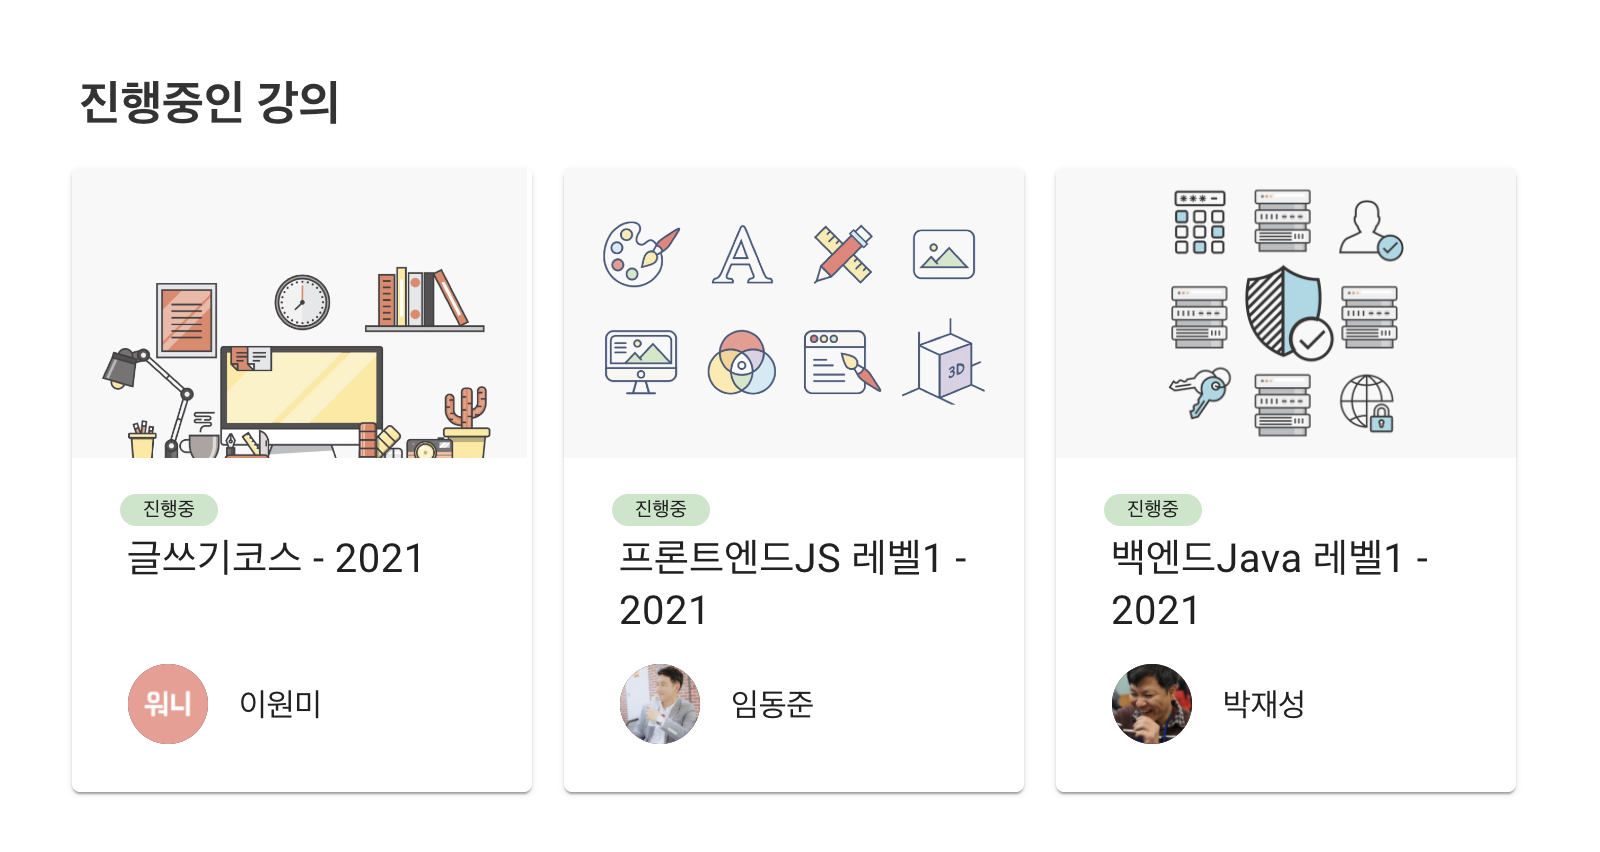 진행중인 강의
A
3D
진행중
글쓰기코스 - 2021
워니
이원미
진행중
프론트엔드JS 레벨1 -
2021
임동준
진행중
백엔드Java 레벨1 -
2021
박재성